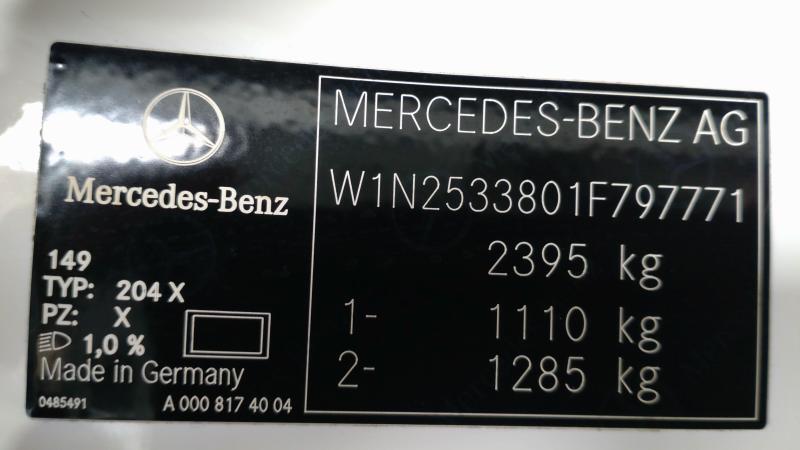 Mercedes-Benz
149
TYP: 204 X
PZ: X
1,0 %
Made in Germany
0485491 A 000 817 40 04
MERCEDES-BENZ AG
W1N2533801F797771
2395 kg
1- 1110 kg
2- 1285 kg